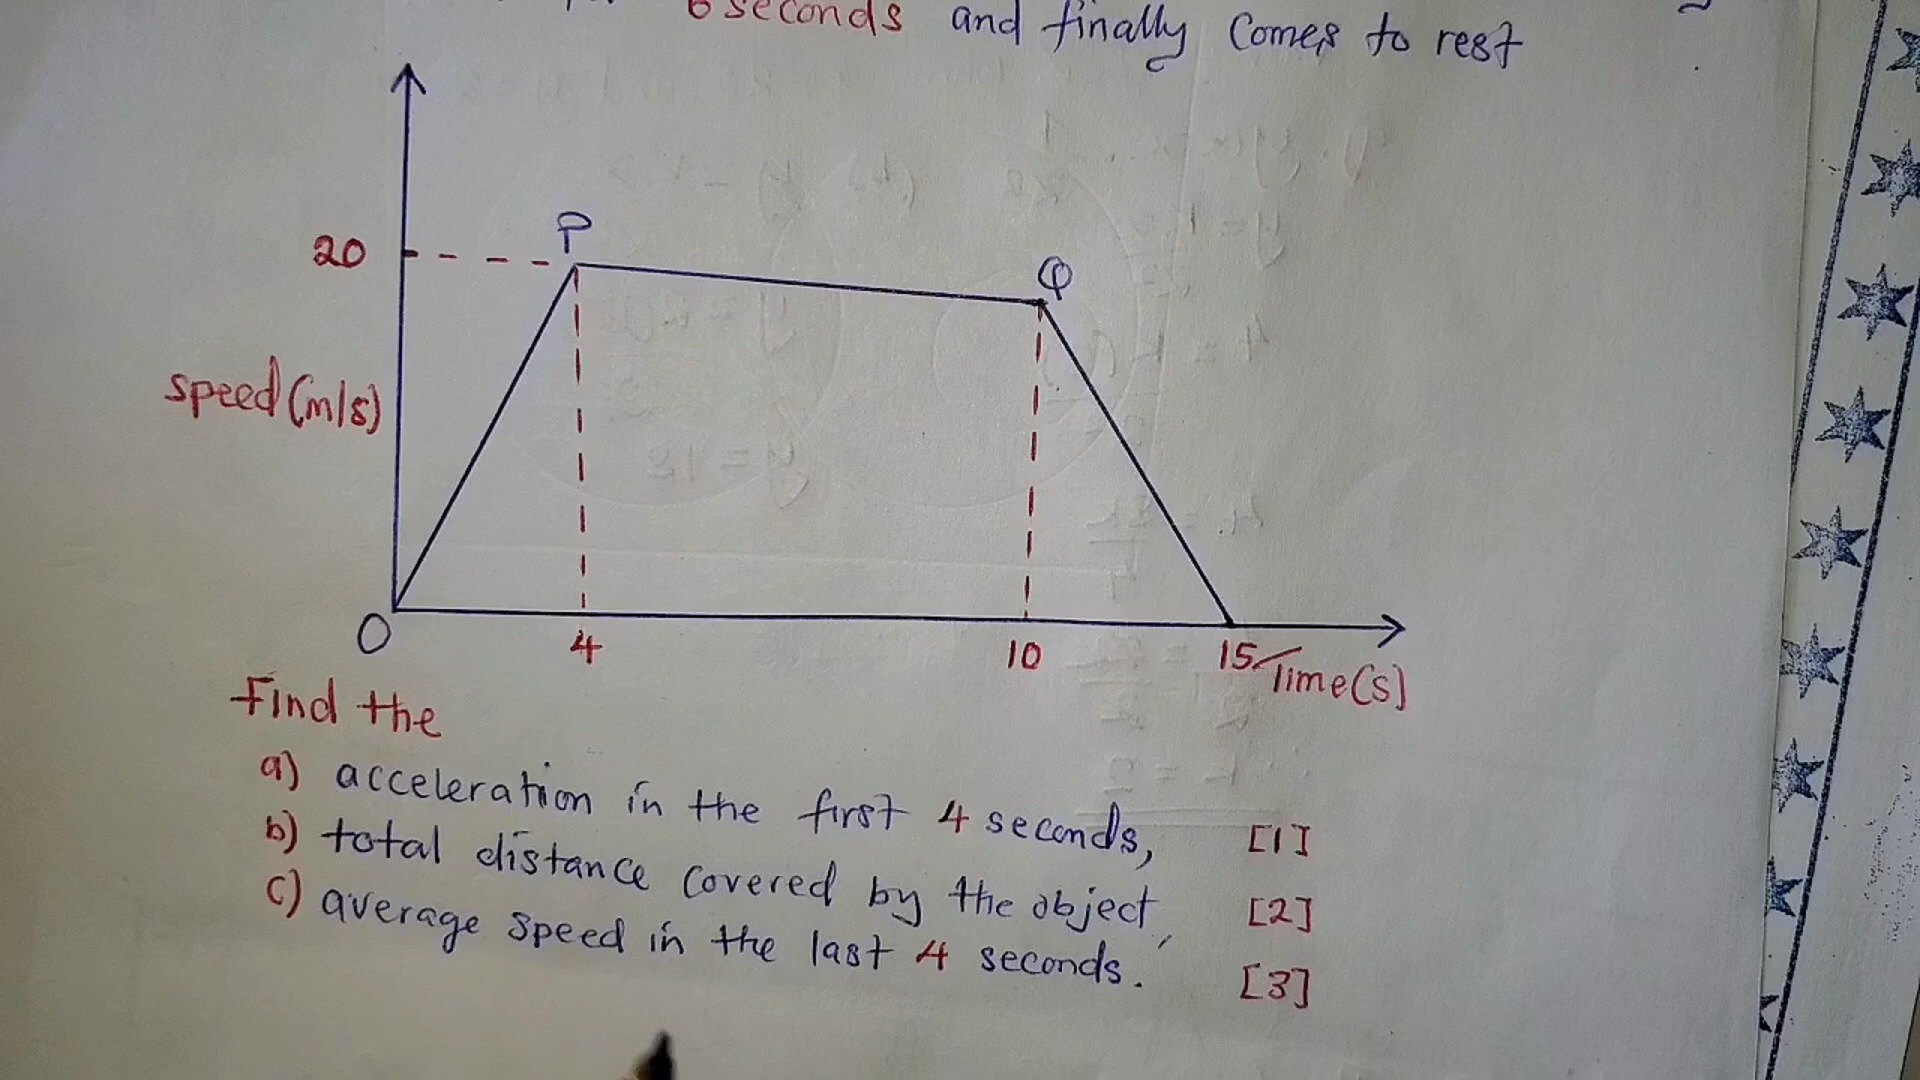 6 seconds and finally comes to rest
P
20
Q
speed(m/s)
O
4
10
15
Time(s)
Find the
a) acceleration in the first 4 seconds, [1]
b) total distance covered by the object, [2]
c) average speed in the last 4 seconds. [3]